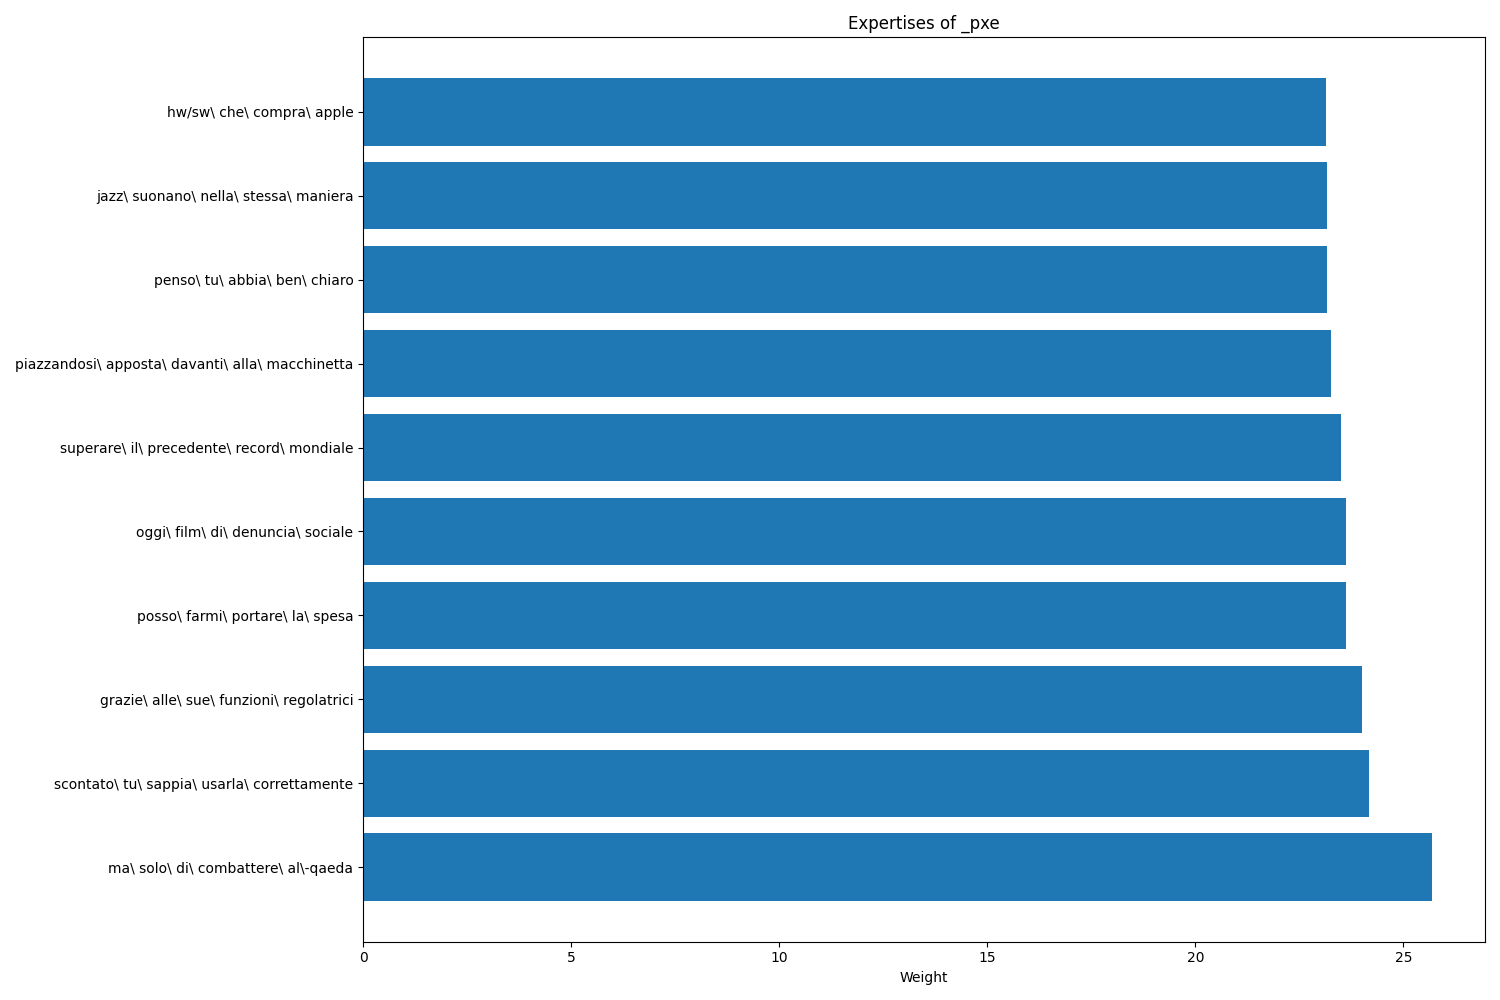 Expertises of _pxe
hw/sw\ che\ compra\ apple
jazz\ suonano\ nella\ stessa\ maniera
penso\ tu\ abbia\ ben\ chiaro
piazzandosi\ apposta\ davanti\ alla\ macchinetta
superare\ il\ precedente\ record\ mondiale
oggi\ film\ di\ denuncia\ sociale
posso\ farmi\ portare\ la\ spesa
grazie\ alle\ sue\ funzioni\ regolatrici
scontato\ tu\ sappia\ usarla\ correttamente
ma\ solo\ di\ combattere\ al\-qaeda
0 5 10 15 20 25
Weight